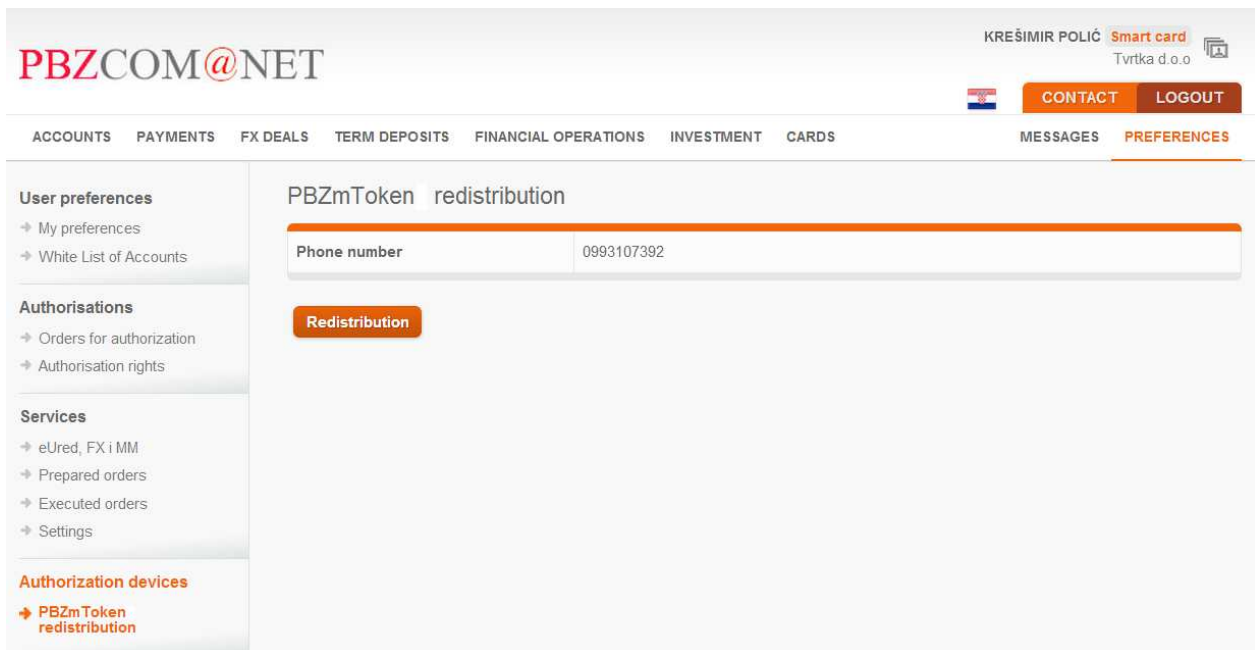 PBZCOM@NET
KREŠIMIR POLIĆ Smart card
Tvrtka d.o.o
CONTACT LOGOUT
ACCOUNTS PAYMENTS FX DEALS TERM DEPOSITS FINANCIAL OPERATIONS INVESTMENT CARDS MESSAGES PREFERENCES
User preferences
My preferences
White List of Accounts
Authorisations
Orders for authorization
Authorisation rights
Services
eUred, FX i MM
Prepared orders
Executed orders
Settings
Authorization devices
PBZmToken
redistribution
PBZmToken redistribution
Phone number 0993107392
Redistribution